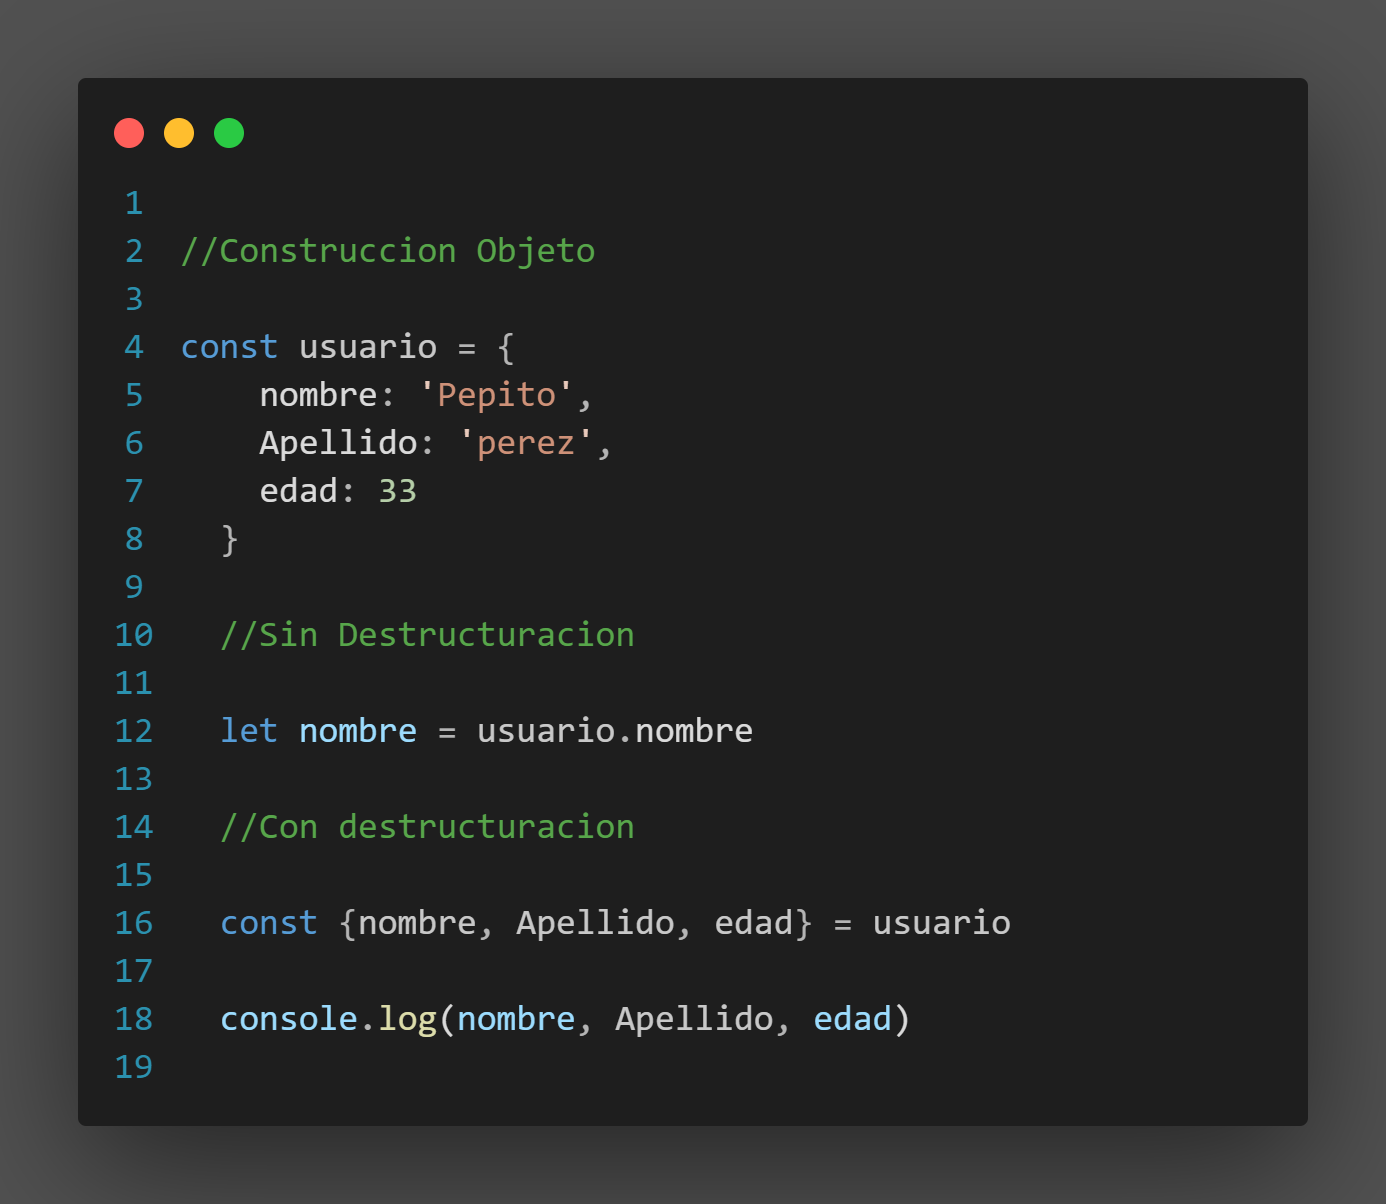 1
2 //Construccion Objeto
3
4 const usuario = {
5     nombre: 'Pepito',
6     Apellido: 'perez',
7     edad: 33
8   }
9
10   //Sin Destructuracion
11
12   let nombre = usuario.nombre
13
14   //Con destructuracion
15
16   const {nombre, Apellido, edad} = usuario
17
18   console.log(nombre, Apellido, edad)
19